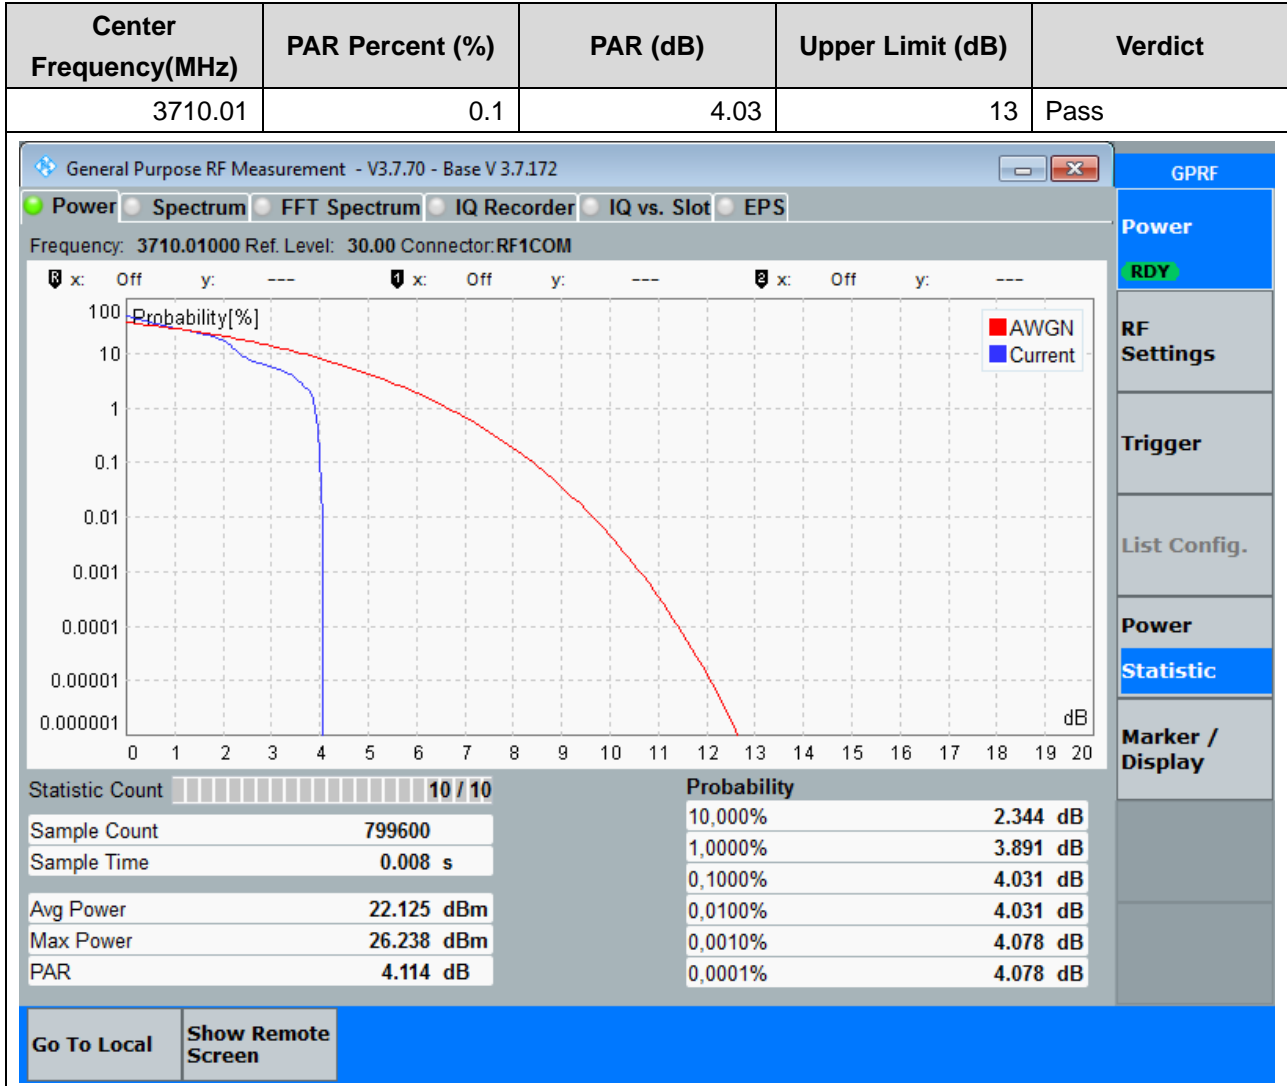 Center Frequency(MHz) PAR Percent (%) PAR (dB) Upper Limit (dB) Verdict
3710.01 0.1 4.03 13 Pass
General Purpose RF Measurement - V3.7.70 - Base V 3.7.172
GPRF
Power Spectrum FFT Spectrum IQ Recorder IQ vs. Slot EPS
Frequency: 3710.01000 Ref. Level: 30.00 Connector:RF1COM
R x: Off y: --- 1 x: Off y: --- 2 x: Off y: ---
Probability[%]
AWGN
Current
100
10
1
0.1
0.01
0.001
0.0001
0.00001
0.000001
dB
0 1 2 3 4 5 6 7 8 9 10 11 12 13 14 15 16 17 18 19 20
Statistic Count 10 / 10
Sample Count 799600
Sample Time 0.008 s
Avg Power 22.125 dBm
Max Power 26.238 dBm
PAR 4.114 dB
Probability
10,000% 2.344 dB
1,0000% 3.891 dB
0,1000% 4.031 dB
0,0100% 4.031 dB
0,0010% 4.078 dB
0,0001% 4.078 dB
Power
RDY
RF
Settings
Trigger
List Config.
Power
Statistic
Marker /
Display
Go To Local
Show Remote
Screen